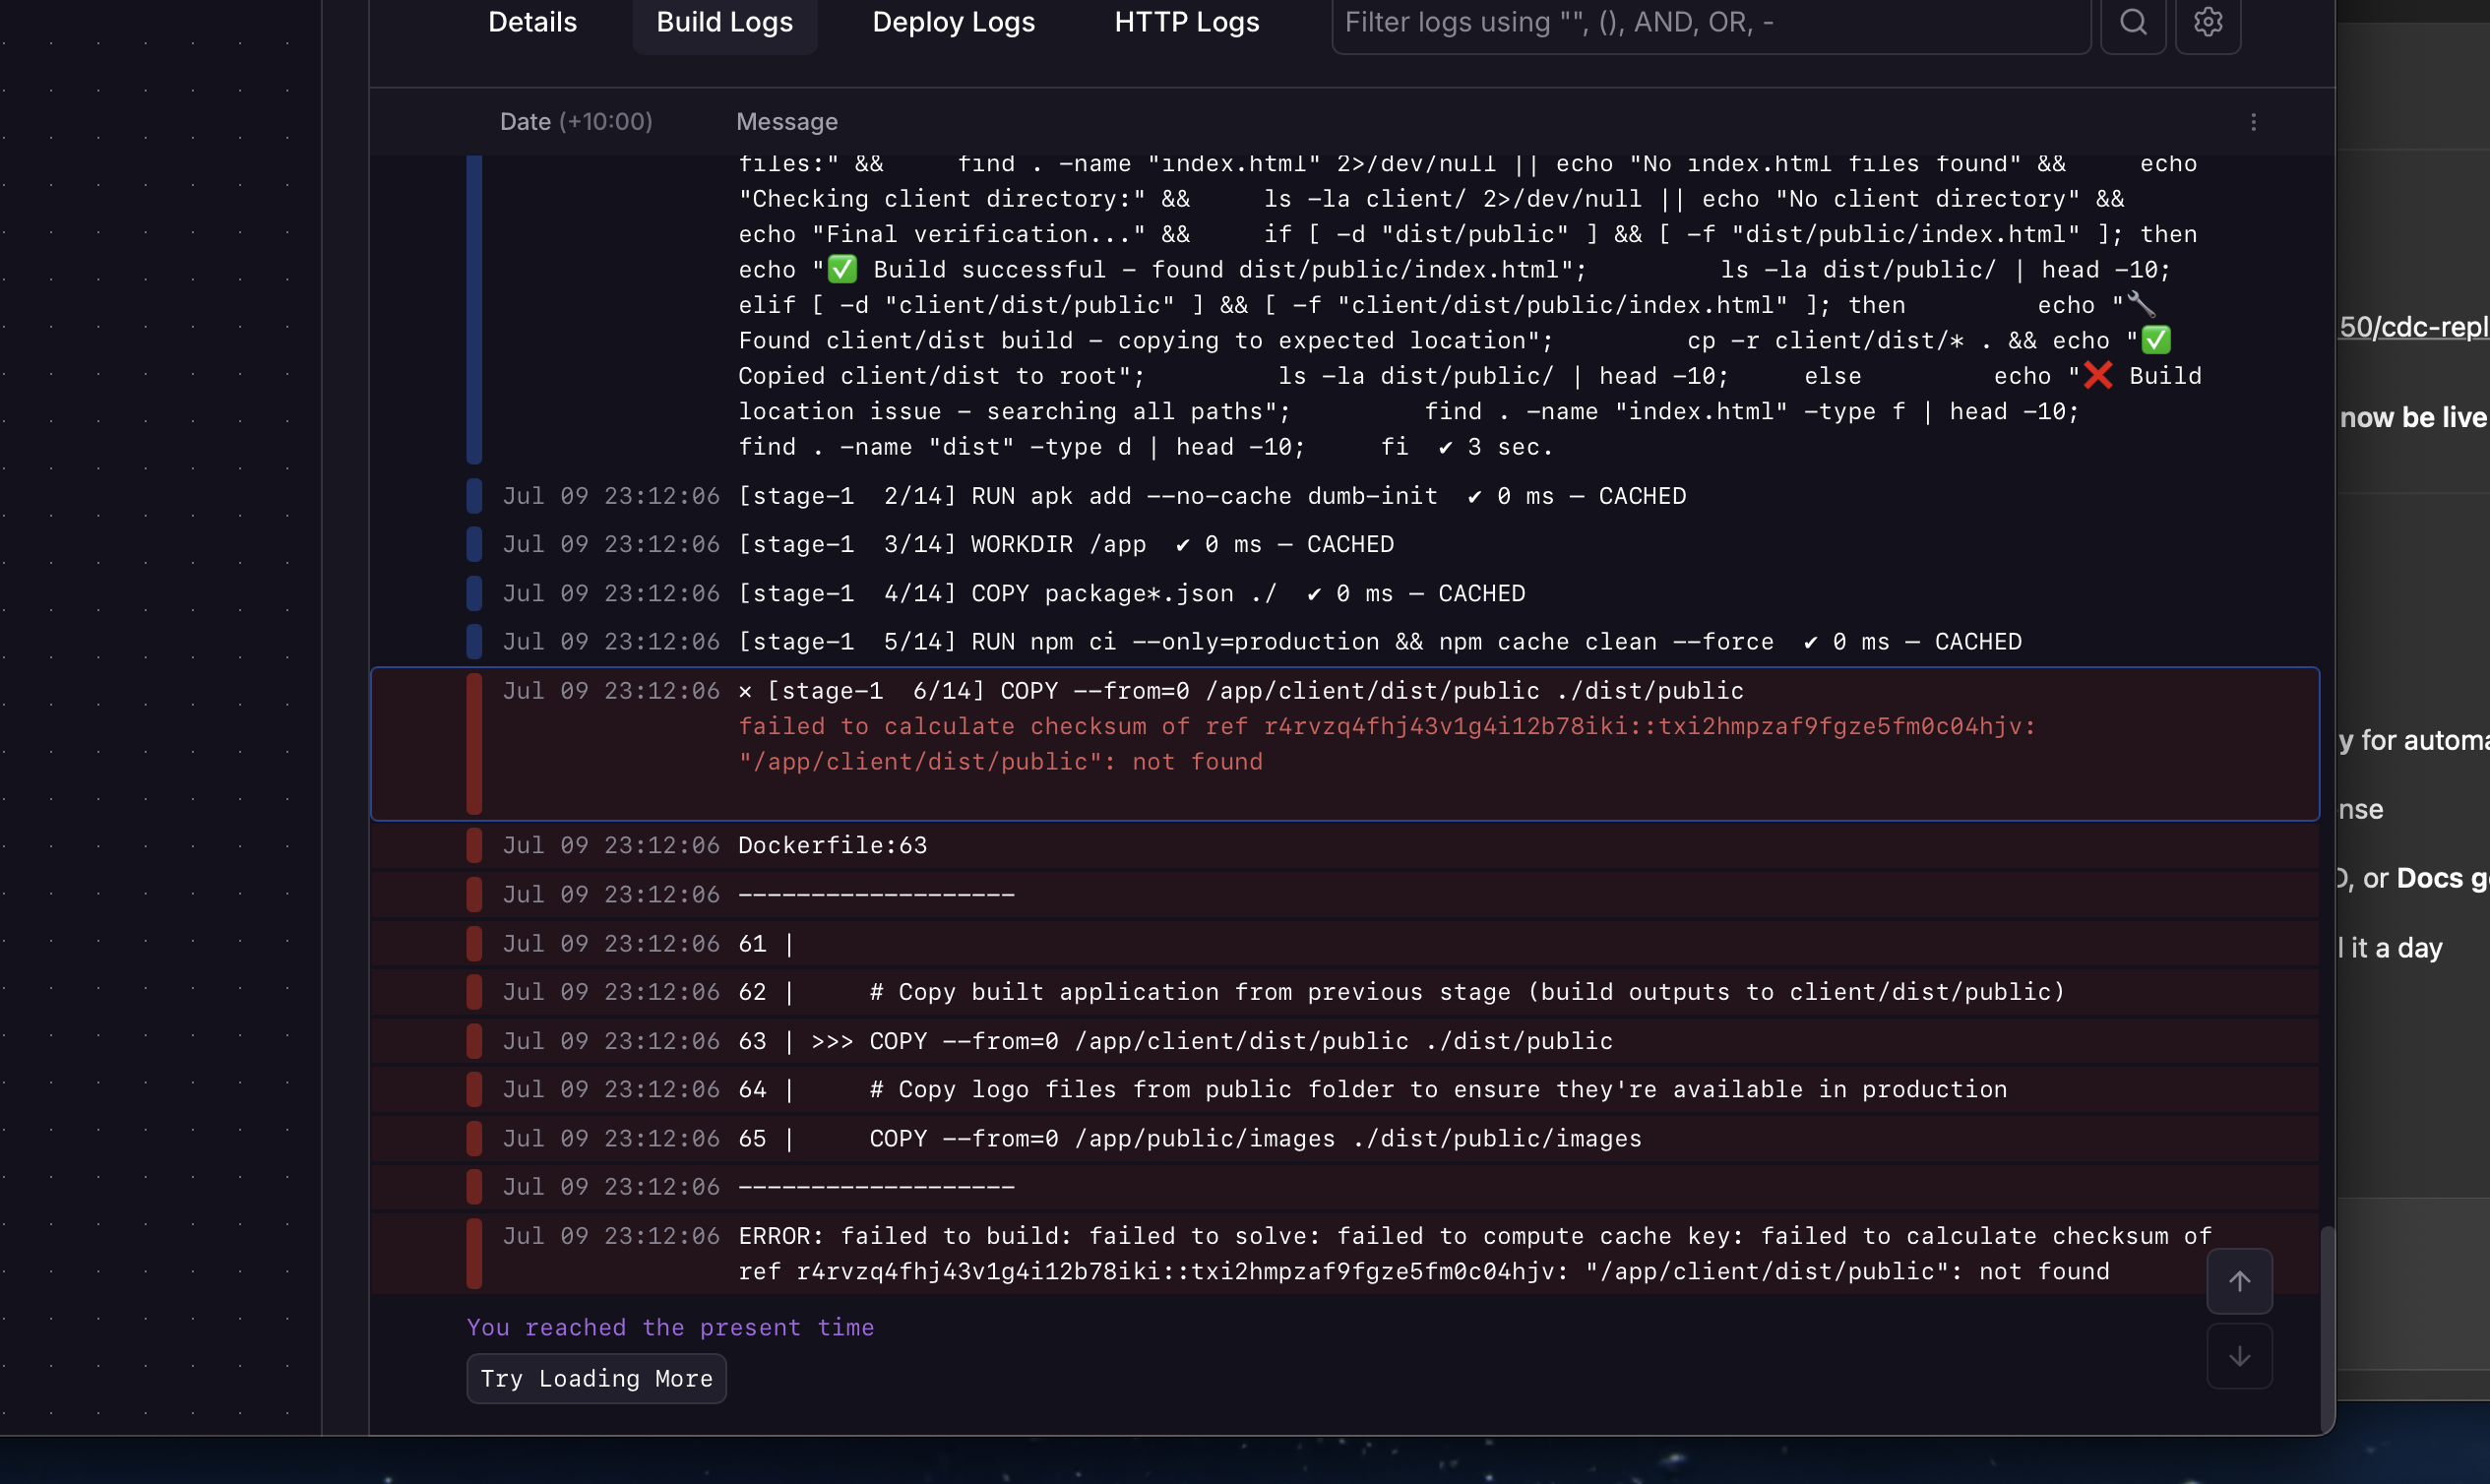 Details
Build Logs
Deploy Logs
HTTP Logs
Filter logs using "", (), AND, OR, -
Date (+10:00)
Message
files:" && find . -name "index.html" 2>/dev/null || echo "No index.html files found" && echo
"Checking client directory:" && ls -la client/ 2>/dev/null || echo "No client directory" &&
echo "Final verification..." && if [ -d "dist/public" ] && [ -f "dist/public/index.html" ]; then
echo "✅ Build successful - found dist/public/index.html"; ls -la dist/public/ | head -10;
elif [ -d "client/dist/public" ] && [ -f "client/dist/public/index.html" ]; then echo "🔧
Found client/dist build - copying to expected location"; cp -r client/dist/* . && echo "✅
Copied client/dist to root"; ls -la dist/public/ | head -10; else echo "❌ Build
location issue - searching all paths"; find . -name "index.html" -type f | head -10;
find . -name "dist" -type d | head -10; fi ✔ 3 sec.
Jul 09 23:12:06 [stage-1 2/14] RUN apk add --no-cache dumb-init ✔ 0 ms – CACHED
Jul 09 23:12:06 [stage-1 3/14] WORKDIR /app ✔ 0 ms – CACHED
Jul 09 23:12:06 [stage-1 4/14] COPY package*.json ./ ✔ 0 ms – CACHED
Jul 09 23:12:06 [stage-1 5/14] RUN npm ci --only=production && npm cache clean --force ✔ 0 ms – CACHED
Jul 09 23:12:06 ✕ [stage-1 6/14] COPY --from=0 /app/client/dist/public ./dist/public
failed to calculate checksum of ref r4rvzq4fhj43v1g4i12b78iki::txi2hmpzaf9fgze5fm0c04hjv:
"/app/client/dist/public": not found
Jul 09 23:12:06 Dockerfile:63
Jul 09 23:12:06 -------------------
Jul 09 23:12:06 61 |
Jul 09 23:12:06 62 | # Copy built application from previous stage (build outputs to client/dist/public)
Jul 09 23:12:06 63 | >>> COPY --from=0 /app/client/dist/public ./dist/public
Jul 09 23:12:06 64 | # Copy logo files from public folder to ensure they're available in production
Jul 09 23:12:06 65 | COPY --from=0 /app/public/images ./dist/public/images
Jul 09 23:12:06 -------------------
Jul 09 23:12:06 ERROR: failed to build: failed to solve: failed to compute cache key: failed to calculate checksum of
ref r4rvzq4fhj43v1g4i12b78iki::txi2hmpzaf9fgze5fm0c04hjv: "/app/client/dist/public": not found
You reached the present time
Try Loading More
50/cdc-repl
now be live
y for automa
nse
, or Docs g
it a day